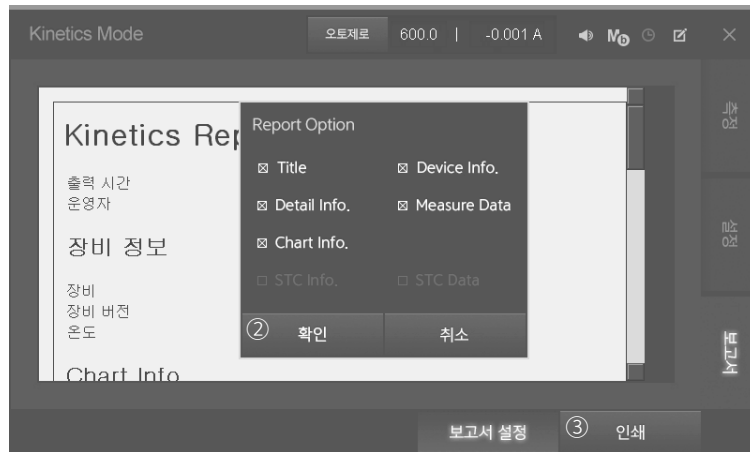 Kinetics Mode
오토제로
600.0 | -0.001 A
Mb
측정
설정
보고서
Kinetics Rep
출력 시간
운영자
장비 정보
장비
장비 버전
온도
Chart Info
Report Option
Title
Device Info.
Detail Info.
Measure Data
Chart Info.
STC Info.
STC Data
② 확인
취소
보고서 설정
③ 인쇄